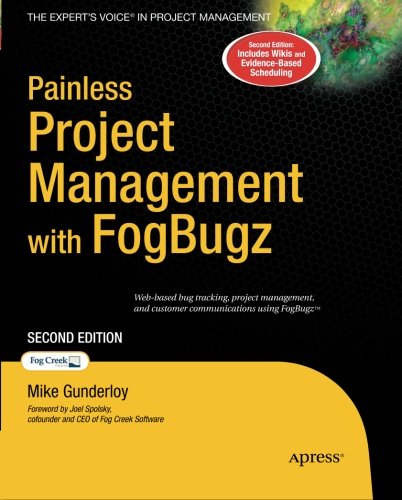 THE EXPERT'S VOICE® IN PROJECT MANAGEMENT
Second Edition:
Includes Wikis and
Evidence-Based
Scheduling
Painless
Project
Management
with FogBugz
Web-based bug tracking, project management,
and customer communications using FogBugz™
SECOND EDITION
Fog Creek
Mike Gunderloy
Foreword by Joel Spolsky,
cofounder and CEO of Fog Creek Software
Apress®